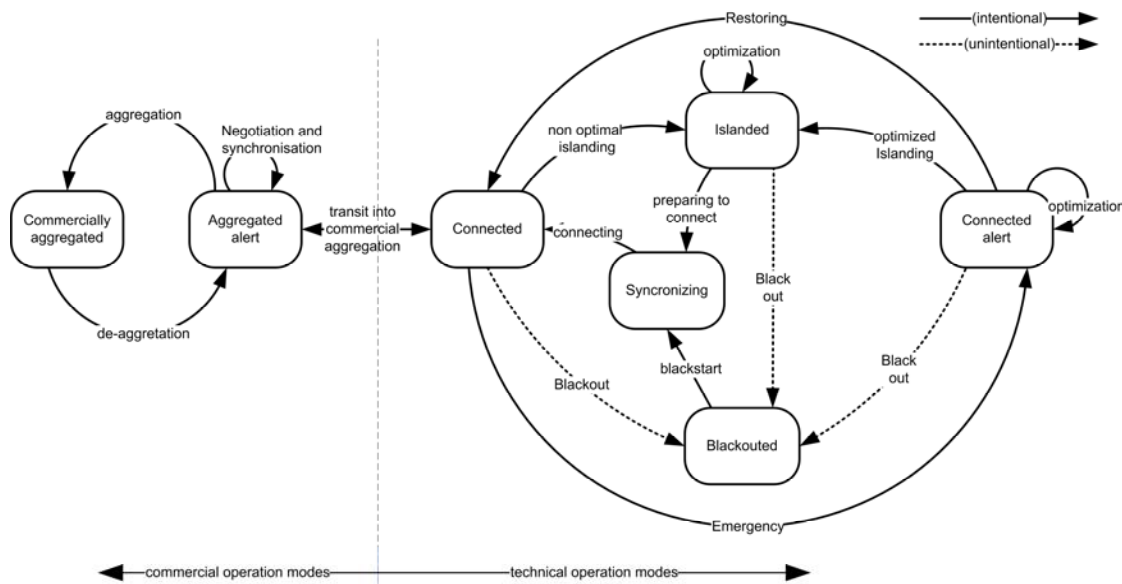 Restoring
(intentional)
(unintentional)
optimization
aggregation
Negotiation and
synchronisation
non optimal
islanding
Islanded
optimized
Islanding
Commercially
aggregated
Aggregated
alert
transit into
commercial
aggregation
Connected
preparing to
connect
connecting
Connected
alert
optimization
Syncronizing
Black
out
de-aggretation
Blackout
blackstart
Black
out
Blackouted
Emergency
commercial operation modes
technical operation modes